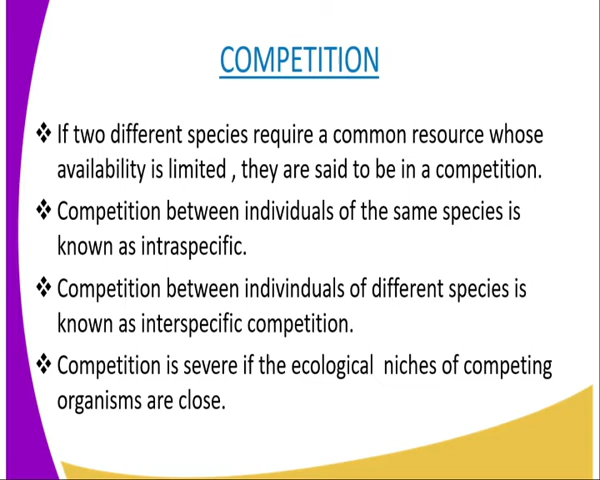 COMPETITION
❖ If two different species require a common resource whose
availability is limited , they are said to be in a competition.
❖ Competition between individuals of the same species is
known as intraspecific.
❖ Competition between indivinduals of different species is
known as interspecific competition.
❖ Competition is severe if the ecological  niches of competing
organisms are close.